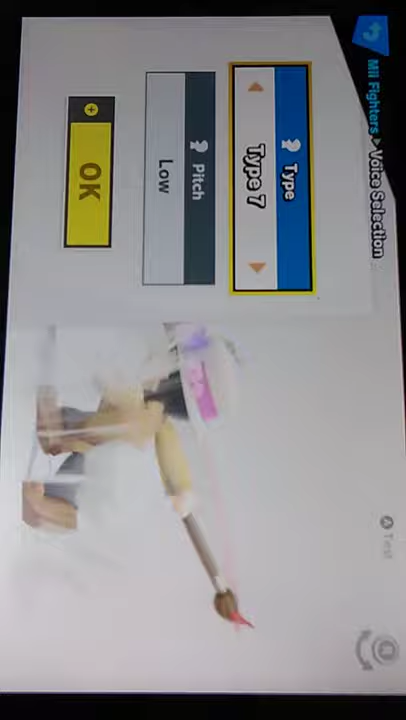 Mii Fighters ▸ Voice Selection
Type
Type 7
Pitch
Low
OK
A Test
R